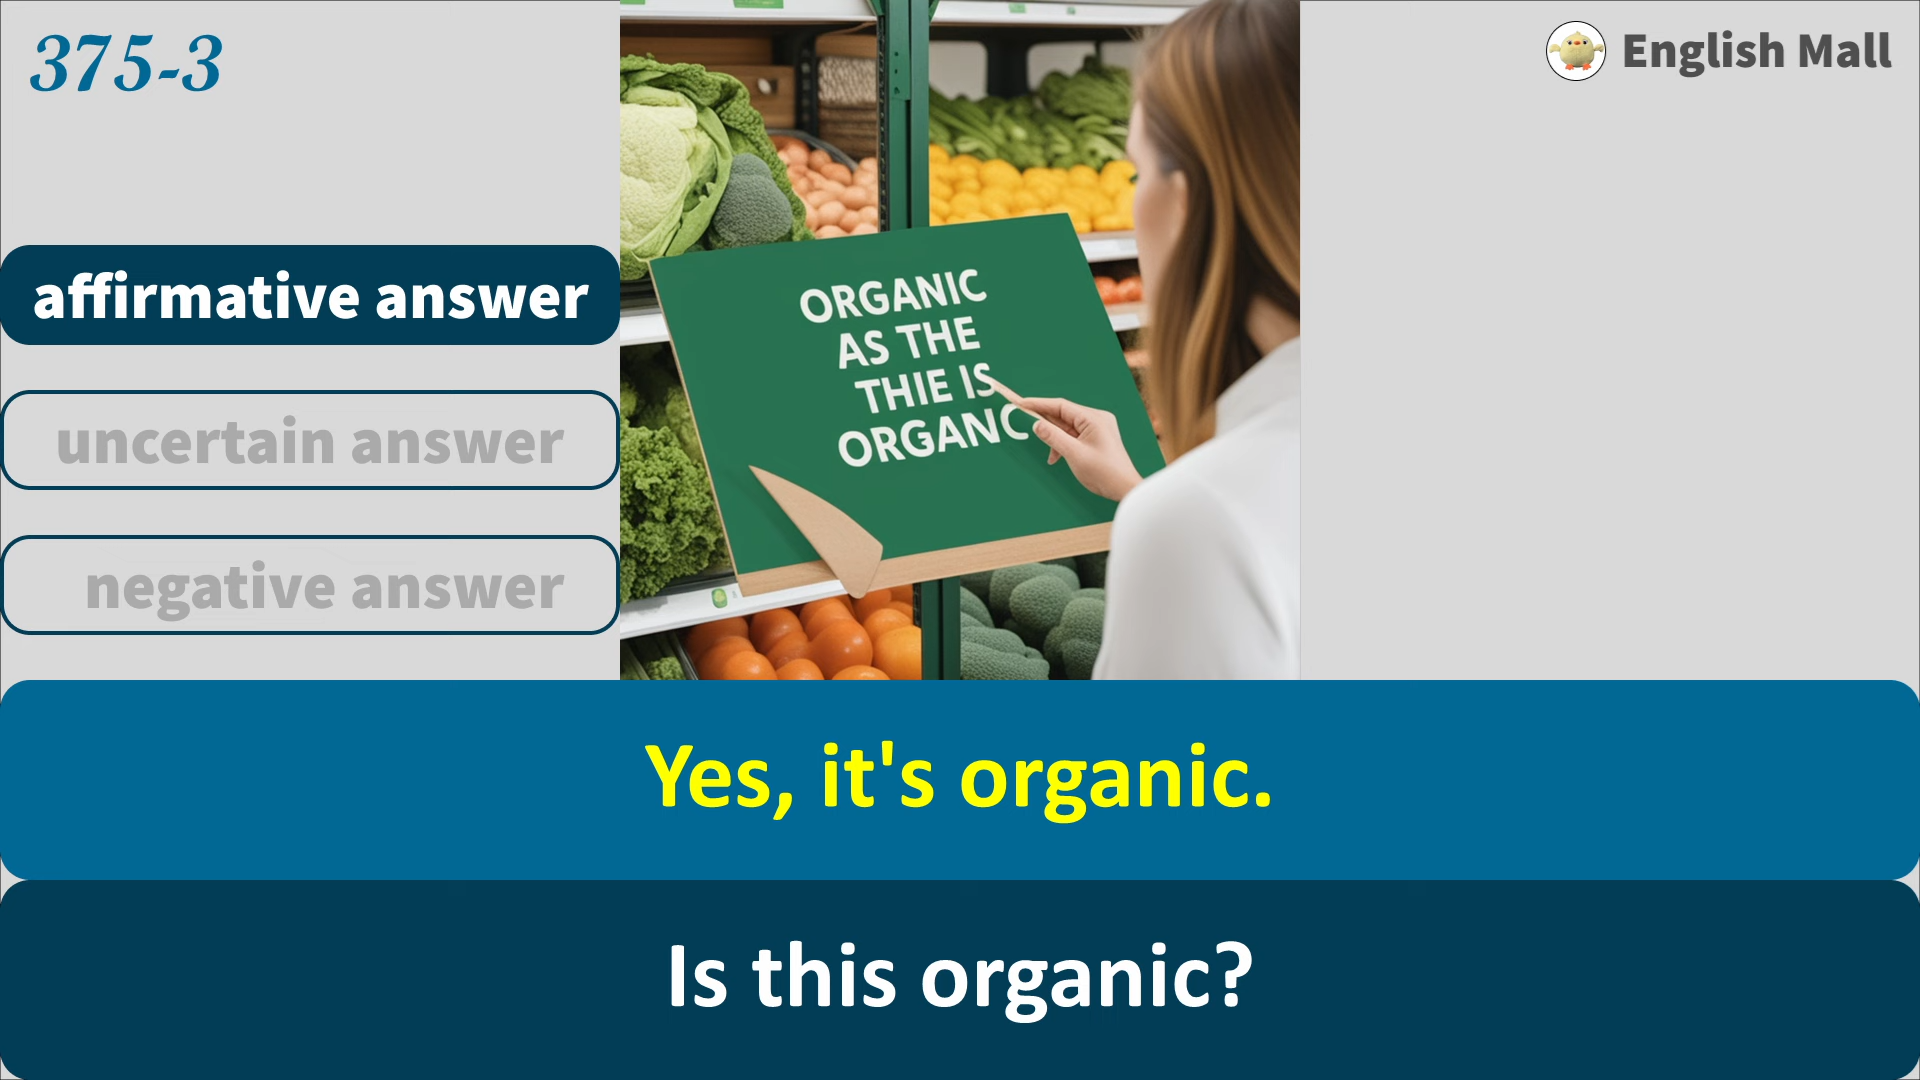 375-3
English Mall
affirmative answer
uncertain answer
negative answer
ORGANIC
AS THE
THIE IS
ORGANC
Yes, it's organic.
Is this organic?